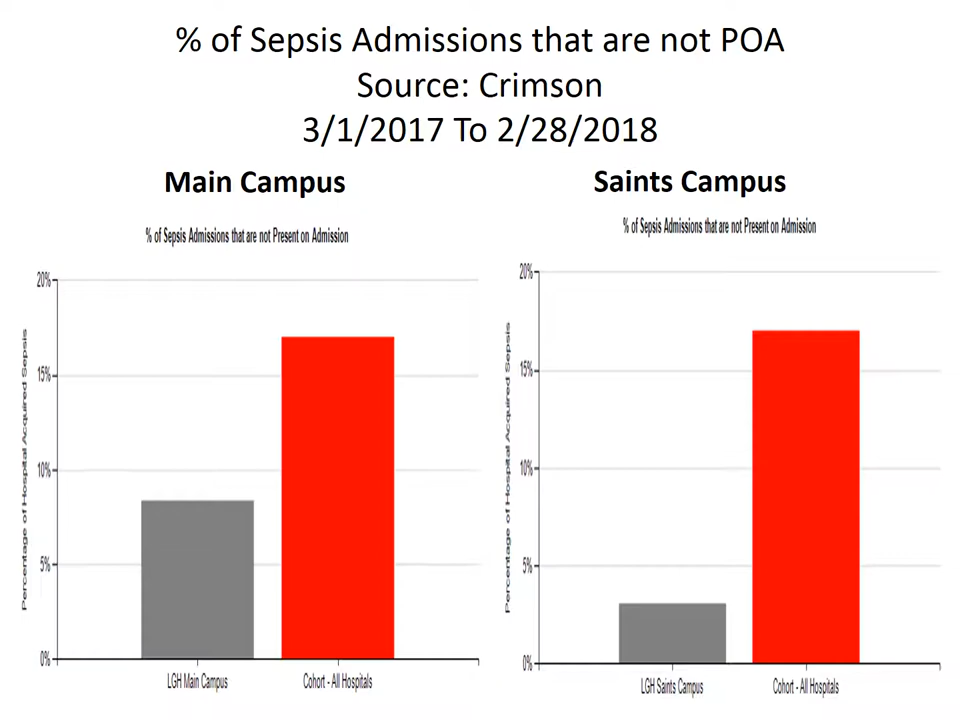 % of Sepsis Admissions that are not POA
Source: Crimson
3/1/2017 To 2/28/2018
Main Campus
% of Sepsis Admissions that are not Present on Admission
Percentage of Hospital Acquired Sepsis
20%
15%
10%
5%
0%
LGH Main Campus
Cohort - All Hospitals
Saints Campus
% of Sepsis Admissions that are not Present on Admission
Percentage of Hospital Acquired Sepsis
20%
15%
10%
5%
0%
LGH Saints Campus
Cohort - All Hospitals